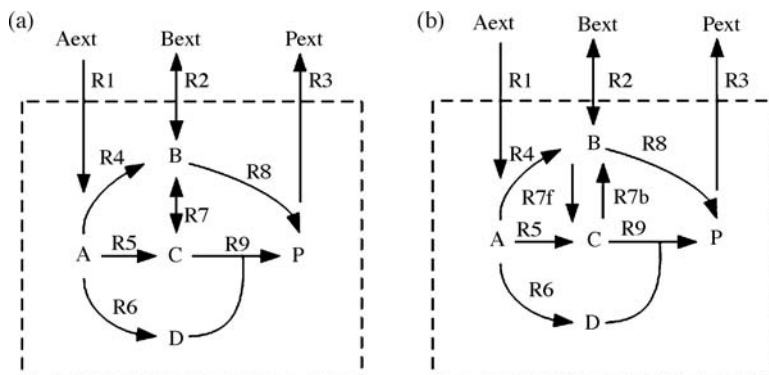 (a)
Aext Bext Pext
R1 R2 R3
R4 B R8
R7
A R5 C R9 P
R6
D
(b)
Aext Bext Pext
R1 R2 R3
R4 B R8
R7f R7b
A R5 C R9 P
R6
D